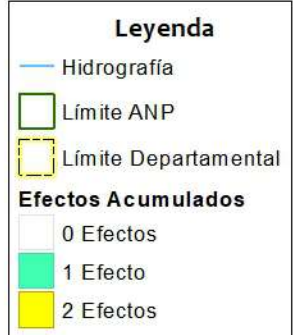 Leyenda
Hidrografía
Límite ANP
Límite Departamental
Efectos Acumulados
0 Efectos
1 Efecto
2 Efectos